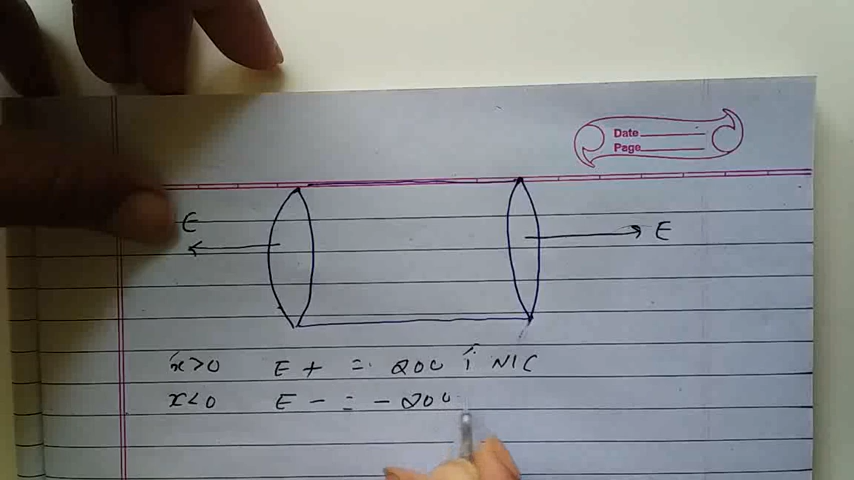 Date
Page
E
E
x>0 E + = 200 î N/C
x<0 E - = - 200